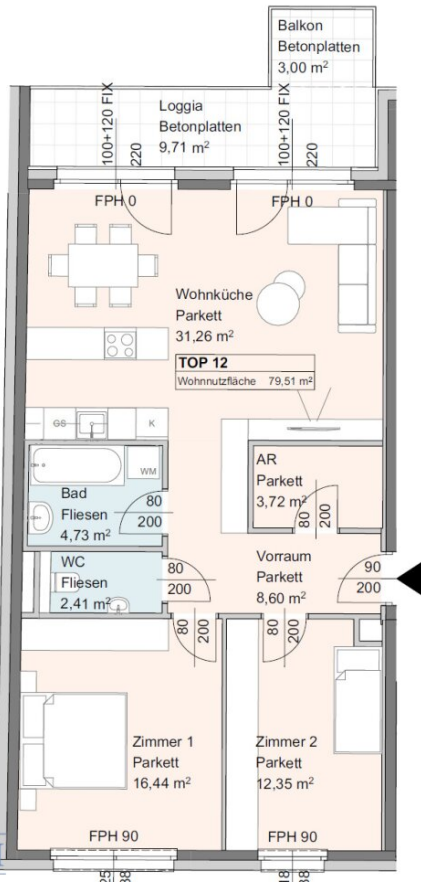 Balkon
Betonplatten
3,00 m²
Loggia
Betonplatten
9,71 m²
100+120 FIX
220
100+120 FIX
220
FPH 0
FPH 0
Wohnküche
Parkett
31,26 m²
TOP 12
Wohnnutzfläche 79,51 m²
GS
K
WM
Bad
Fliesen
4,73 m²
80
200
AR
Parkett
3,72 m²
80
200
WC
Fliesen
2,41 m²
80
200
Vorraum
Parkett
8,60 m²
90
200
80
200
80
200
Zimmer 1
Parkett
16,44 m²
Zimmer 2
Parkett
12,35 m²
FPH 90
FPH 90